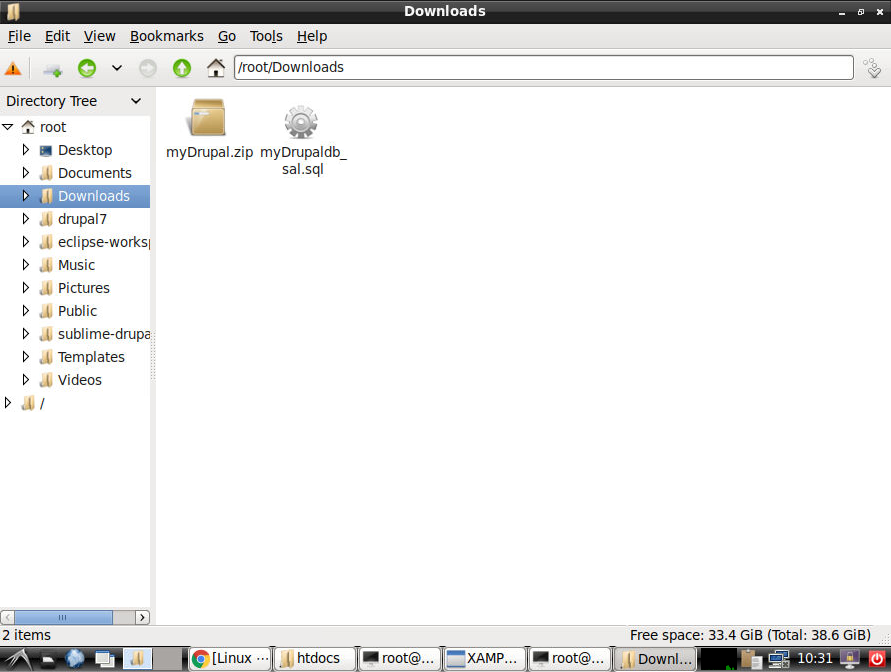 Downloads
File Edit View Bookmarks Go Tools Help
/root/Downloads
Directory Tree
root
Desktop
Documents
Downloads
drupal7
eclipse-worksp
Music
Pictures
Public
sublime-drupa
Templates
Videos
/
myDrupal.zip
myDrupaldb_
sal.sql
2 items
Free space: 33.4 GiB (Total: 38.6 GiB)
[Linux ... htdocs root@... XAMP... root@... Downl... 10:31